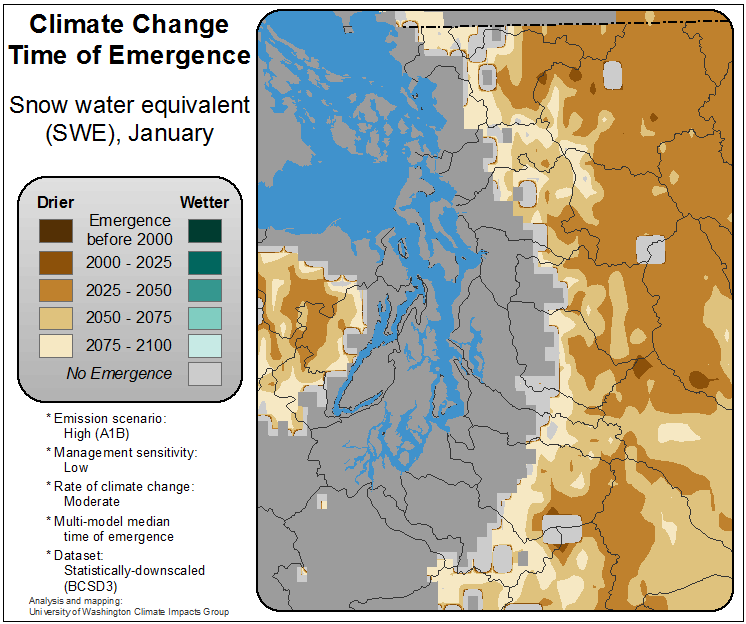 Climate Change
Time of Emergence
Snow water equivalent
(SWE), January
Drier
Wetter
Emergence
before 2000
2000 - 2025
2025 - 2050
2050 - 2075
2075 - 2100
No Emergence
* Emission scenario:
High (A1B)
* Management sensitivity:
Low
* Rate of climate change:
Moderate
* Multi-model median
time of emergence
* Dataset:
Statistically-downscaled
(BCSD3)
Analysis and mapping:
University of Washington Climate Impacts Group